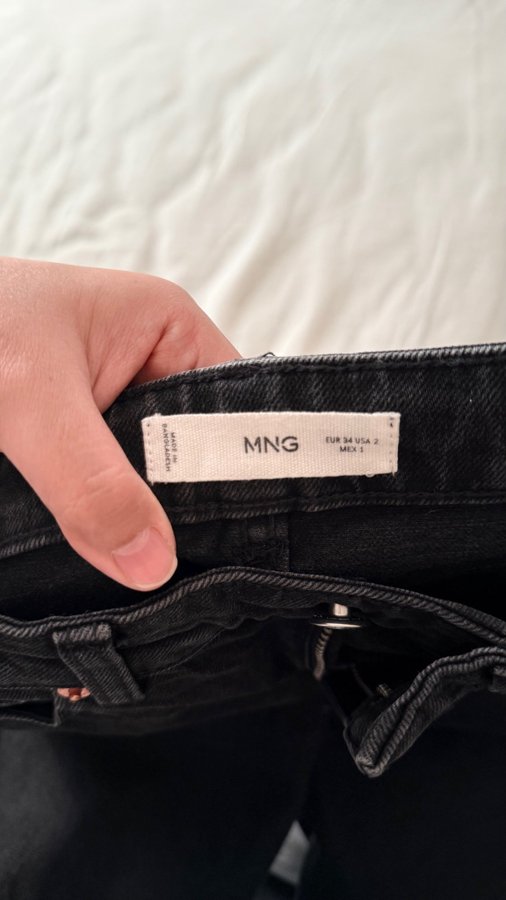 MADE IN
BANGLADESH
MNG
EUR 34 USA 2
MEX 1